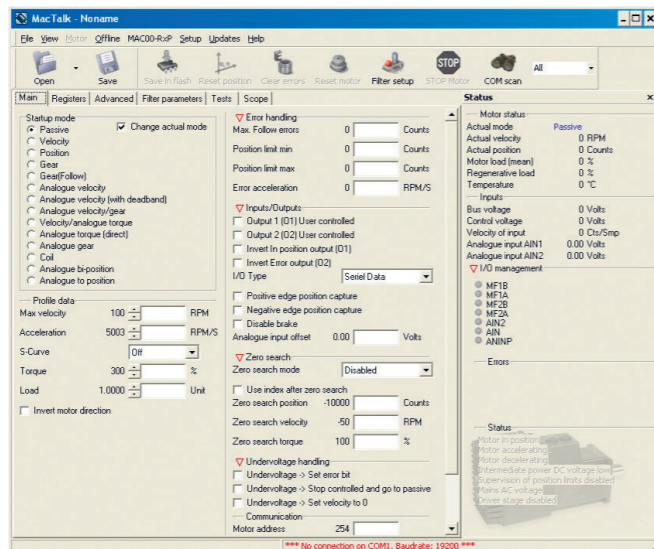 MacTalk - Noname
File View Motor Offline MAC00-RxP Setup Updates Help
Open Save Save in flash Reset position Clear errors Reset motor Filter setup STOP Motor COM scan All
STOP
Main Registers Advanced Filter parameters Tests Scope
Startup mode
Passive
Change actual mode
Velocity
Position
Gear
Gear(Follow)
Analogue velocity
Analogue velocity (with deadband)
Analogue velocity/gear
Velocity/analogue torque
Analogue torque (direct)
Analogue gear
Coil
Analogue bi-position
Analogue to position
Profile data
Max velocity 100 RPM
Acceleration 5003 RPM/S
S-Curve Off
Torque 300 %
Load 1.0000 Unit
Invert motor direction
Error handling
Max. Follow errors 0 Counts
Position limit min 0 Counts
Position limit max 0 Counts
Error acceleration 0 RPM/S
Inputs/Outputs
Output 1 (O1) User controlled
Output 2 (O2) User controlled
Invert In position output (O1)
Invert Error output (O2)
I/O Type Seriel Data
Positive edge position capture
Negative edge position capture
Disable brake
Analogue input offset 0.00 Volts
Zero search
Zero search mode Disabled
Use index after zero search
Zero search position -10000 Counts
Zero search velocity -50 RPM
Zero search torque 100 %
Undervoltage handling
Undervoltage -> Set error bit
Undervoltage -> Stop controlled and go to passive
Undervoltage -> Set velocity to 0
Communication
Motor address 254
Status x
Motor status
Actual mode Passive
Actual velocity 0 RPM
Actual position 0 Counts
Motor load (mean) 0 %
Regenerative load 0 %
Temperature 0 °C
Inputs
Bus voltage 0 Volts
Control voltage 0 Volts
Velocity of input 0 Cts/Smp
Analogue input AIN1 0.00 Volts
Analogue input AIN2 0.00 Volts
I/O management
MF1B
MF1A
MF2B
MF2A
AIN2
AIN
ANINP
Errors
Status
Motor in position
Motor accelerating
Motor decelerating
Intermediate power DC voltage low
Supervision of position limits disabled
Mains AC voltage
Driver stage disabled
*** No connection on COM1. Baudrate: 19200 ***